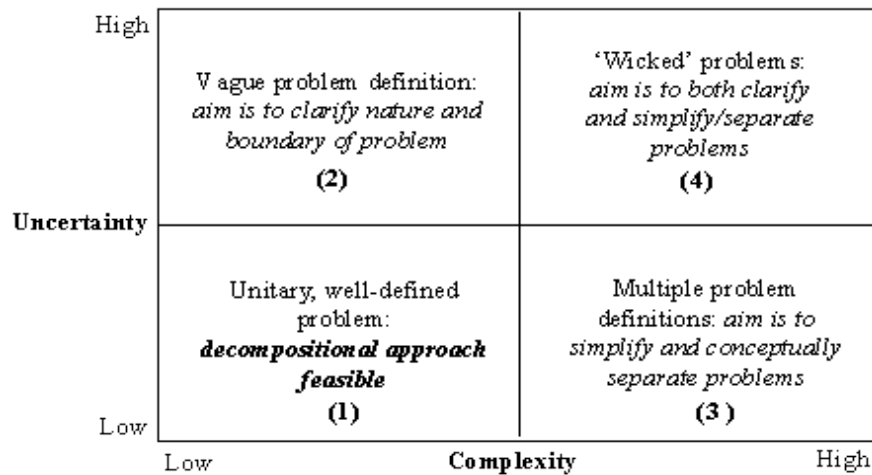 High
Vague problem definition:
aim is to clarify nature and
boundary of problem
(2)
‘Wicked’ problems:
aim is to both clarify
and simplify/separate
problems
(4)
Uncertainty
Unitary, well-defined
problem:
decompositional approach
feasible
(1)
Multiple problem
definitions: aim is to
simplify and conceptually
separate problems
(3)
Low
Low
Complexity
High